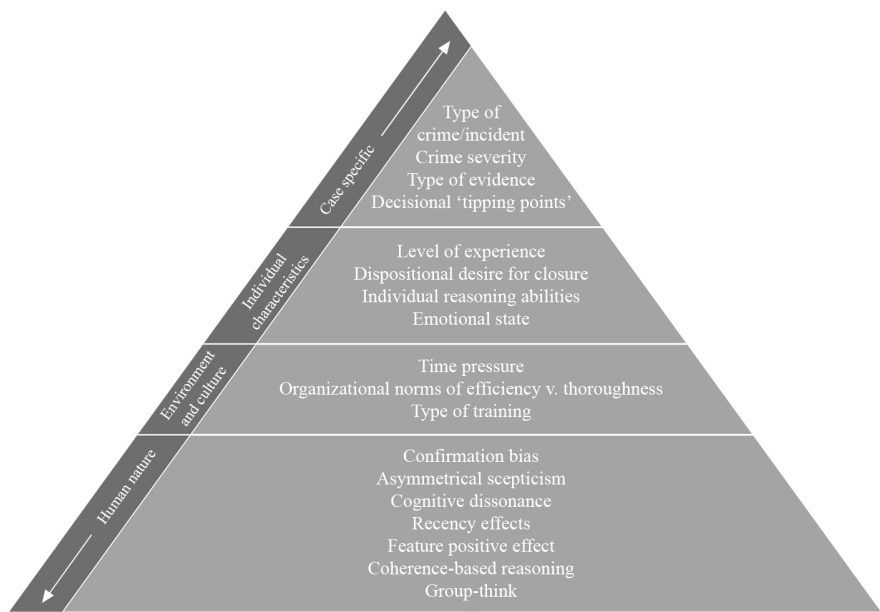 Case specific
Type of
crime/incident
Crime severity
Type of evidence
Decisional ‘tipping points’
Individual
characteristics
Level of experience
Dispositional desire for closure
Individual reasoning abilities
Emotional state
Environment
and culture
Time pressure
Organizational norms of efficiency v. thoroughness
Type of training
Human nature
Confirmation bias
Asymmetrical scepticism
Cognitive dissonance
Recency effects
Feature positive effect
Coherence-based reasoning
Group-think